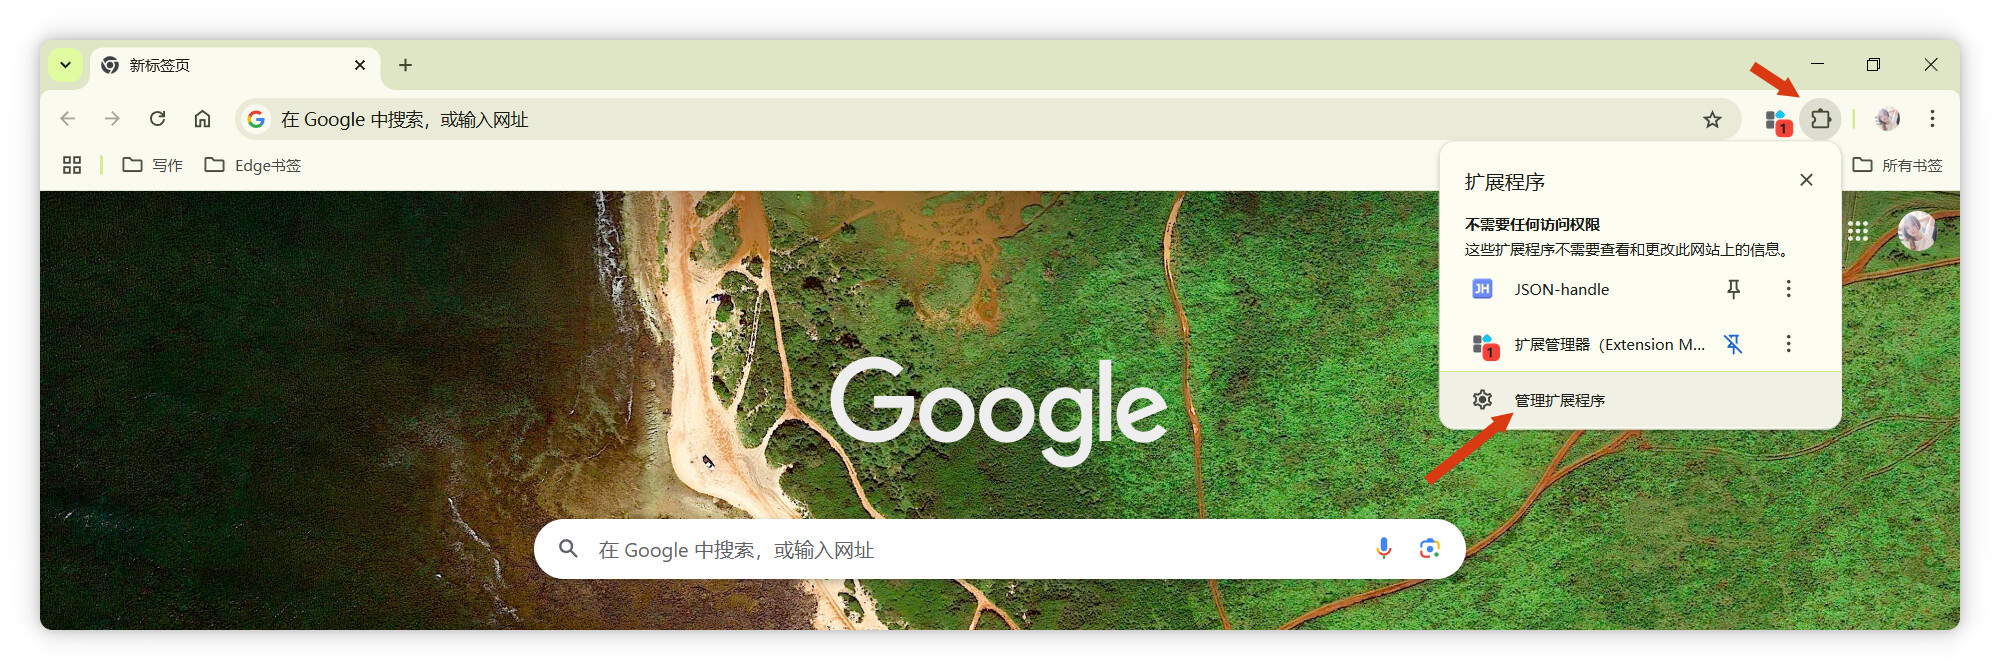 新标签页
在 Google 中搜索，或输入网址
1
写作
Edge书签
所有书签
扩展程序
不需要任何访问权限
这些扩展程序不需要查看和更改此网站上的信息。
JH JSON-handle
1 扩展管理器（Extension M...
管理扩展程序
Google
在 Google 中搜索，或输入网址